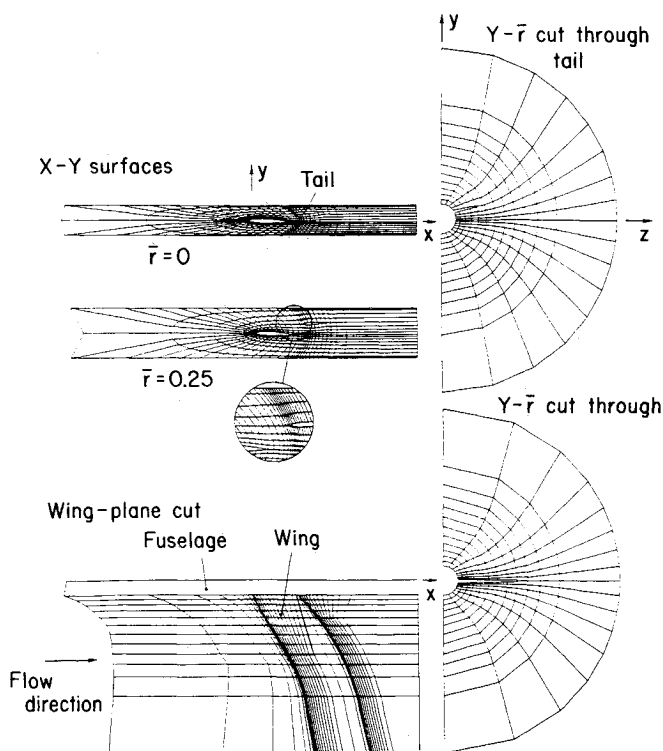 y
Y-r̄ cut through
tail
X-Y surfaces
y
Tail
x
z
r̄=0
r̄=0.25
Y-r̄ cut through
Wing-plane cut
Fuselage
Wing
x
Flow
direction